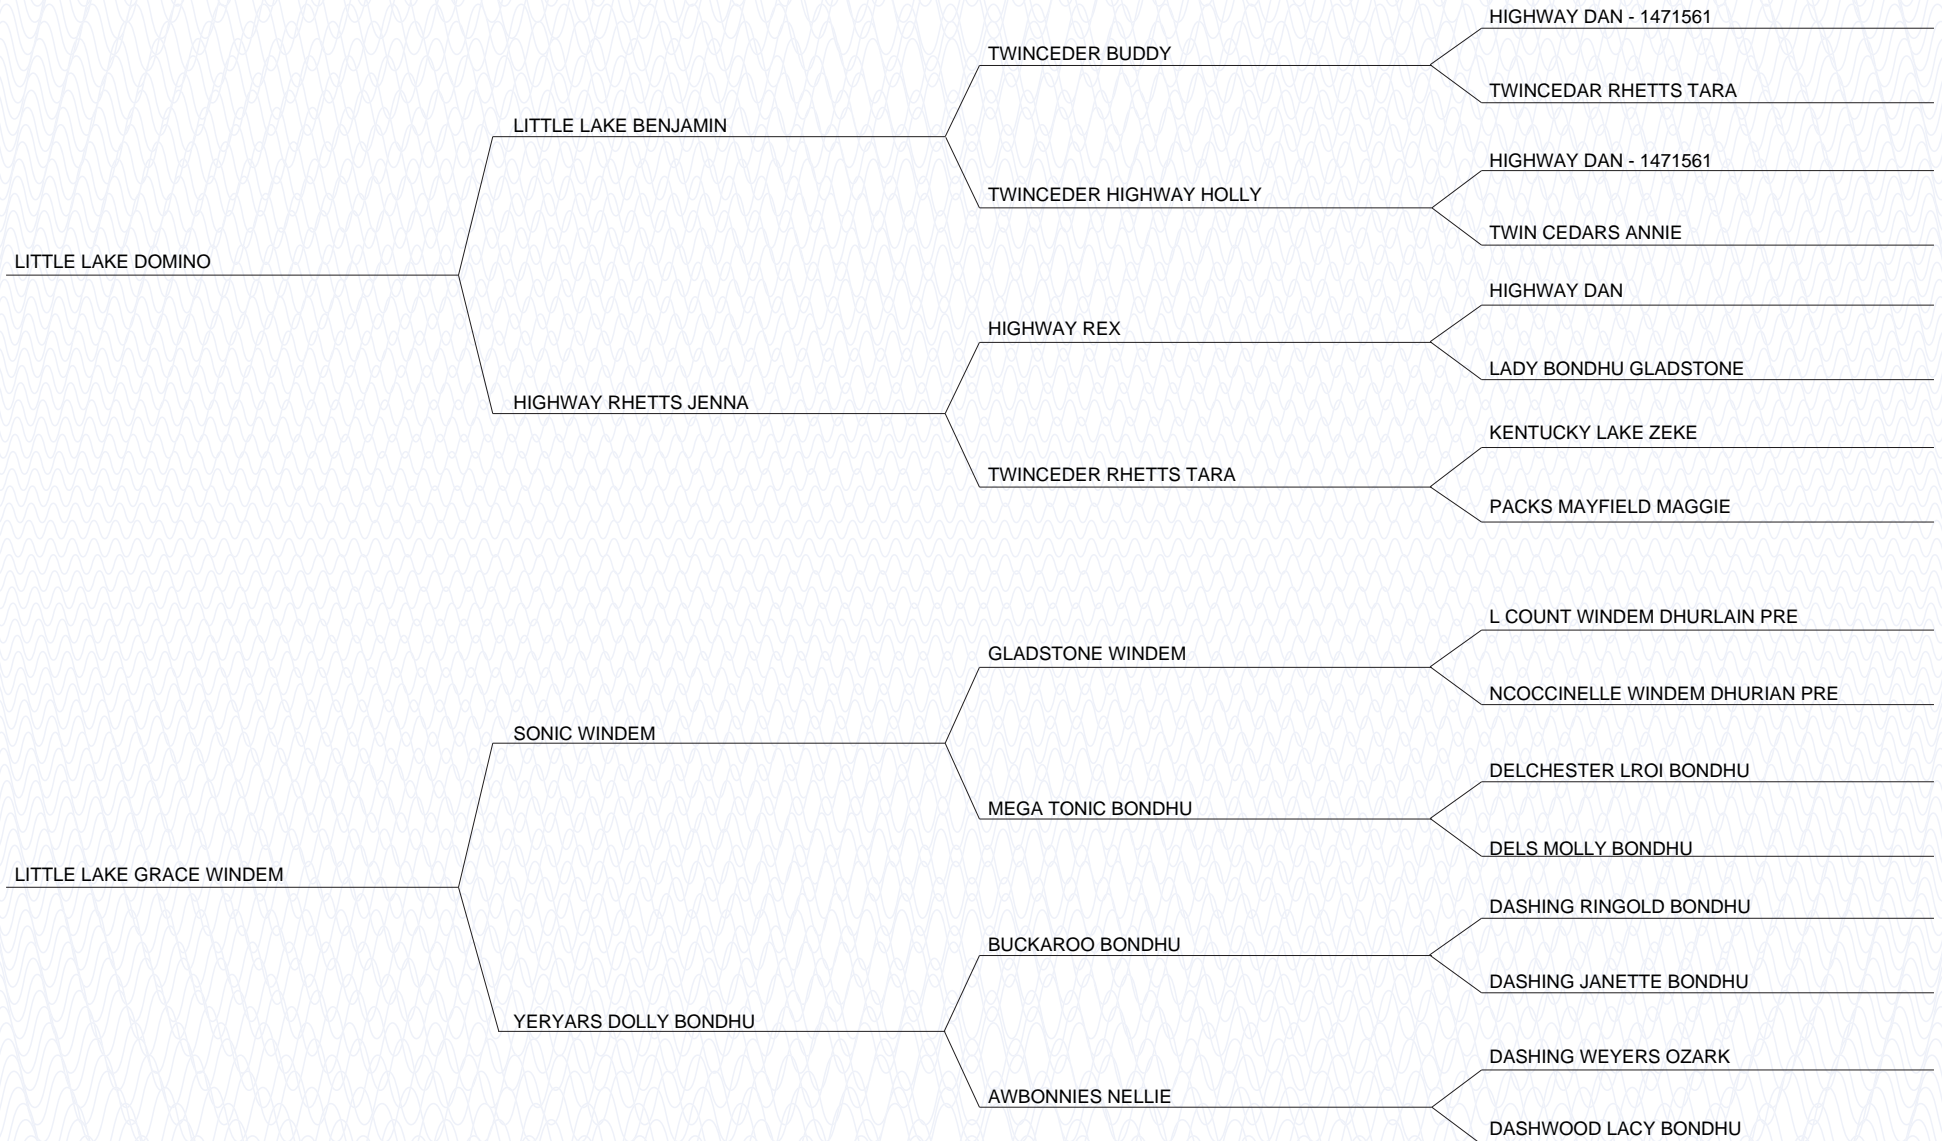 HIGHWAY DAN - 1471561
TWINCEDER BUDDY
TWINCEDAR RHETTS TARA
LITTLE LAKE BENJAMIN
HIGHWAY DAN - 1471561
TWINCEDER HIGHWAY HOLLY
TWIN CEDARS ANNIE
LITTLE LAKE DOMINO
HIGHWAY DAN
HIGHWAY REX
LADY BONDHU GLADSTONE
HIGHWAY RHETTS JENNA
KENTUCKY LAKE ZEKE
TWINCEDER RHETTS TARA
PACKS MAYFIELD MAGGIE
L COUNT WINDEM DHURLAIN PRE
GLADSTONE WINDEM
NCOCCINELLE WINDEM DHURIAN PRE
SONIC WINDEM
DELCHESTER LROI BONDHU
MEGA TONIC BONDHU
DELS MOLLY BONDHU
LITTLE LAKE GRACE WINDEM
DASHING RINGOLD BONDHU
BUCKAROO BONDHU
DASHING JANETTE BONDHU
YERYARS DOLLY BONDHU
DASHING WEYERS OZARK
AWBONNIES NELLIE
DASHWOOD LACY BONDHU